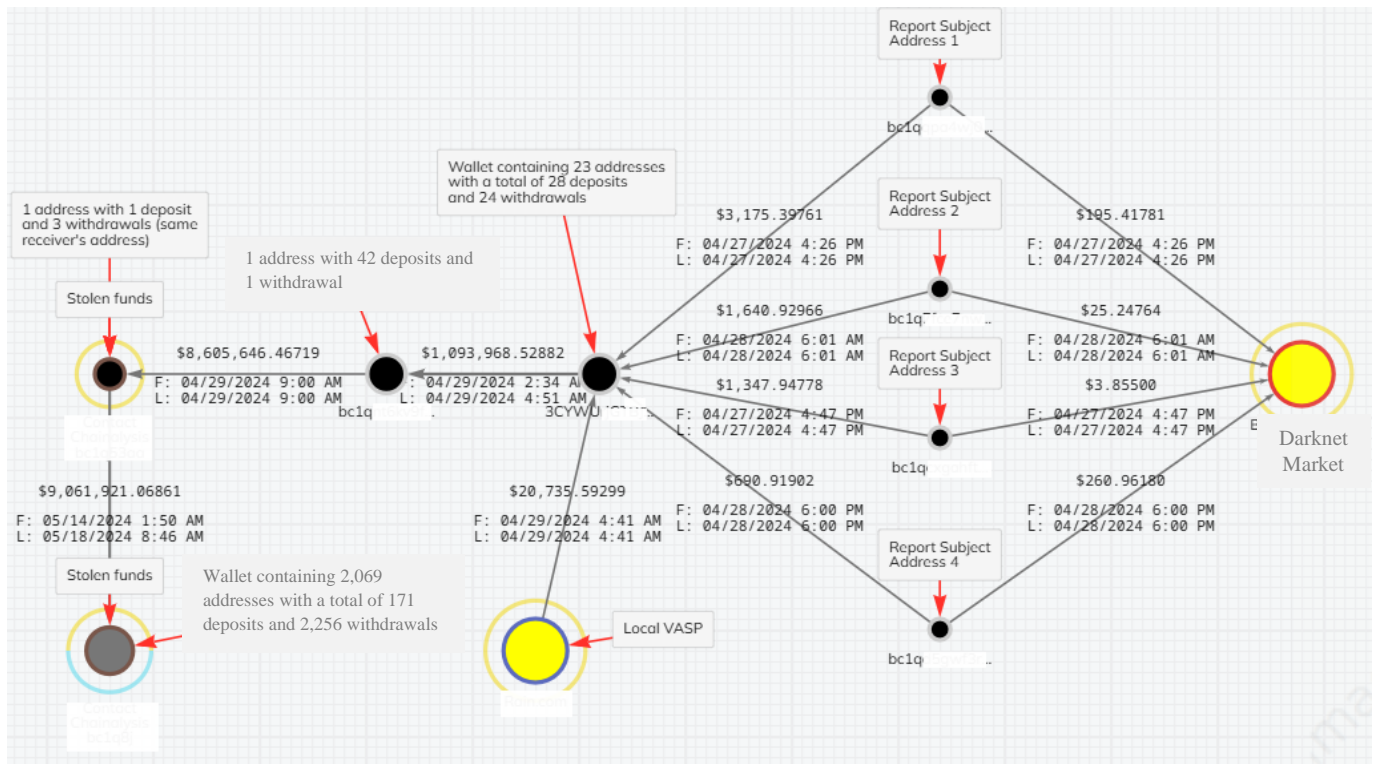 Report Subject
Address 1
bc1q
Wallet containing 23 addresses
with a total of 28 deposits
and 24 withdrawals
1 address with 1 deposit
and 3 withdrawals (same
receiver's address)
Report Subject
Address 2
$3,175.39761
F: 04/27/2024 4:26 PM
L: 04/27/2024 4:26 PM
$195.41781
F: 04/27/2024 4:26 PM
L: 04/27/2024 4:26 PM
1 address with 42 deposits and
1 withdrawal
Stolen funds
$1,640.92966
F: 04/28/2024 6:01 AM
L: 04/28/2024 6:01 AM
bc1q
$25.24764
F: 04/28/2024 6:01 AM
L: 04/28/2024 6:01 AM
$8,605,646.46719
F: 04/29/2024 9:00 AM
L: 04/29/2024 9:00 AM
$1,093,968.52882
: 04/29/2024 2:34 AM
L: 04/29/2024 4:51 AM
bc1q
3CYWU
Report Subject
Address 3
$1,347.94778
F: 04/27/2024 4:47 PM
L: 04/27/2024 4:47 PM
$3.85500
F: 04/27/2024 4:47 PM
L: 04/27/2024 4:47 PM
Darknet
Market
bc1q
$9,061,921.06861
F: 05/14/2024 1:50 AM
L: 05/18/2024 8:46 AM
$20,735.59299
F: 04/29/2024 4:41 AM
L: 04/29/2024 4:41 AM
$690.91902
F: 04/28/2024 6:00 PM
L: 04/28/2024 6:00 PM
$260.96180
F: 04/28/2024 6:00 PM
L: 04/28/2024 6:00 PM
Report Subject
Address 4
Stolen funds
Wallet containing 2,069
addresses with a total of 171
deposits and 2,256 withdrawals
Local VASP
bc1q